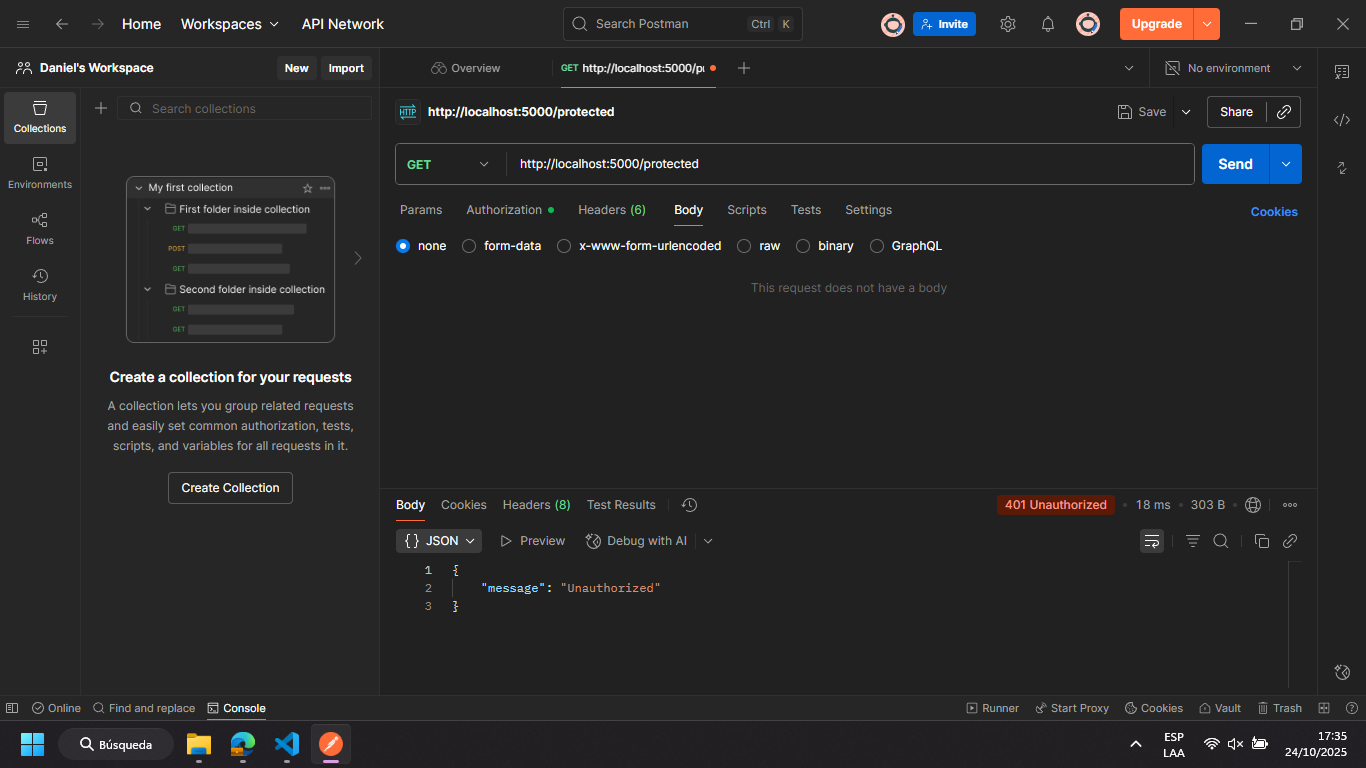 Home Workspaces API Network Search Postman Ctrl K Invite Upgrade
Daniel's Workspace New Import
Overview GET http://localhost:5000/pr No environment
Search collections
Collections
Environments
Flows
History
My first collection
First folder inside collection
GET
POST
GET
Second folder inside collection
GET
GET
Create a collection for your requests
A collection lets you group related requests
and easily set common authorization, tests,
scripts, and variables for all requests in it.
Create Collection
HTTP http://localhost:5000/protected Save Share
GET http://localhost:5000/protected Send
Params Authorization Headers (6) Body Scripts Tests Settings Cookies
none form-data x-www-form-urlencoded raw binary GraphQL
This request does not have a body
Body Cookies Headers (8) Test Results 401 Unauthorized • 18 ms • 303 B
{} JSON Preview Debug with AI
1 {
2 "message": "Unauthorized"
3 }
Online Find and replace Console Runner Start Proxy Cookies Vault Trash
Búsqueda
ESP
LAA
17:35
24/10/2025